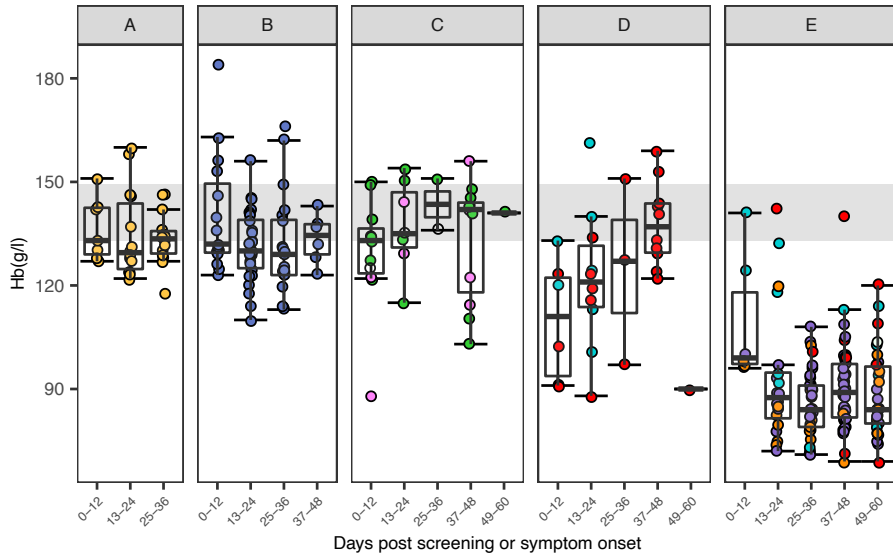 A B C D E
180
150
120
90
Hb(g/l)
0−12 13−24 25−36 0−12 13−24 25−36 37−48 0−12 13−24 25−36 37−48 49−60 0−12 13−24 25−36 37−48 49−60 0−12 13−24 25−36 37−48 49−60
Days post screening or symptom onset